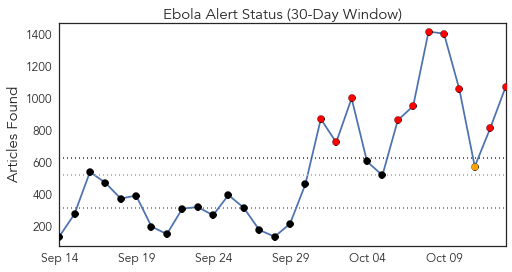 Ebola Alert Status (30-Day Window)
Articles Found
1400
1200
1000
800
600
400
200
Sep 14 Sep 19 Sep 24 Sep 29 Oct 04 Oct 09